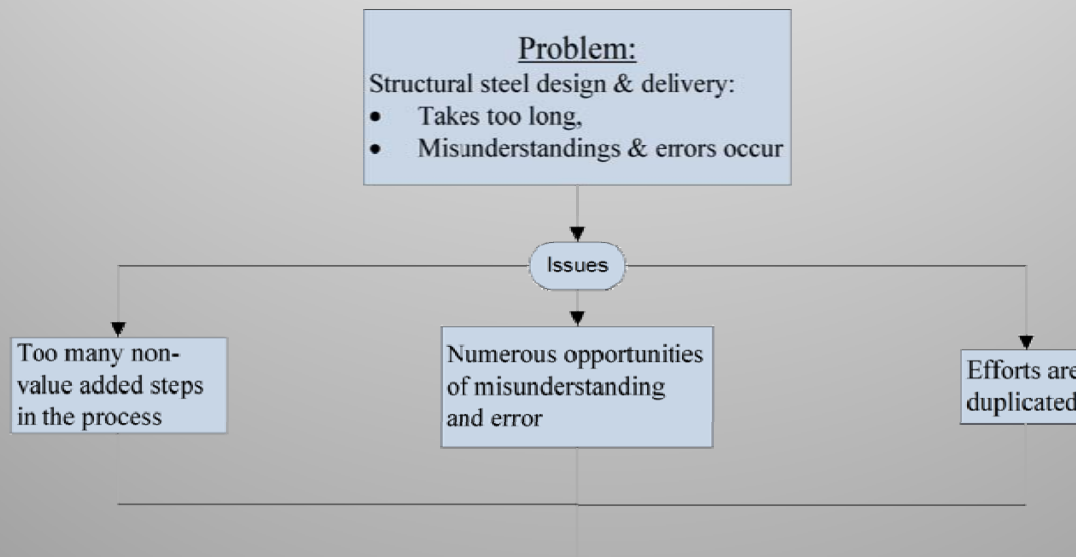 Problem:
Structural steel design & delivery:
• Takes too long,
• Misunderstandings & errors occur
Issues
Too many non-
value added steps
in the process
Numerous opportunities
of misunderstanding
and error
Efforts are
duplicated